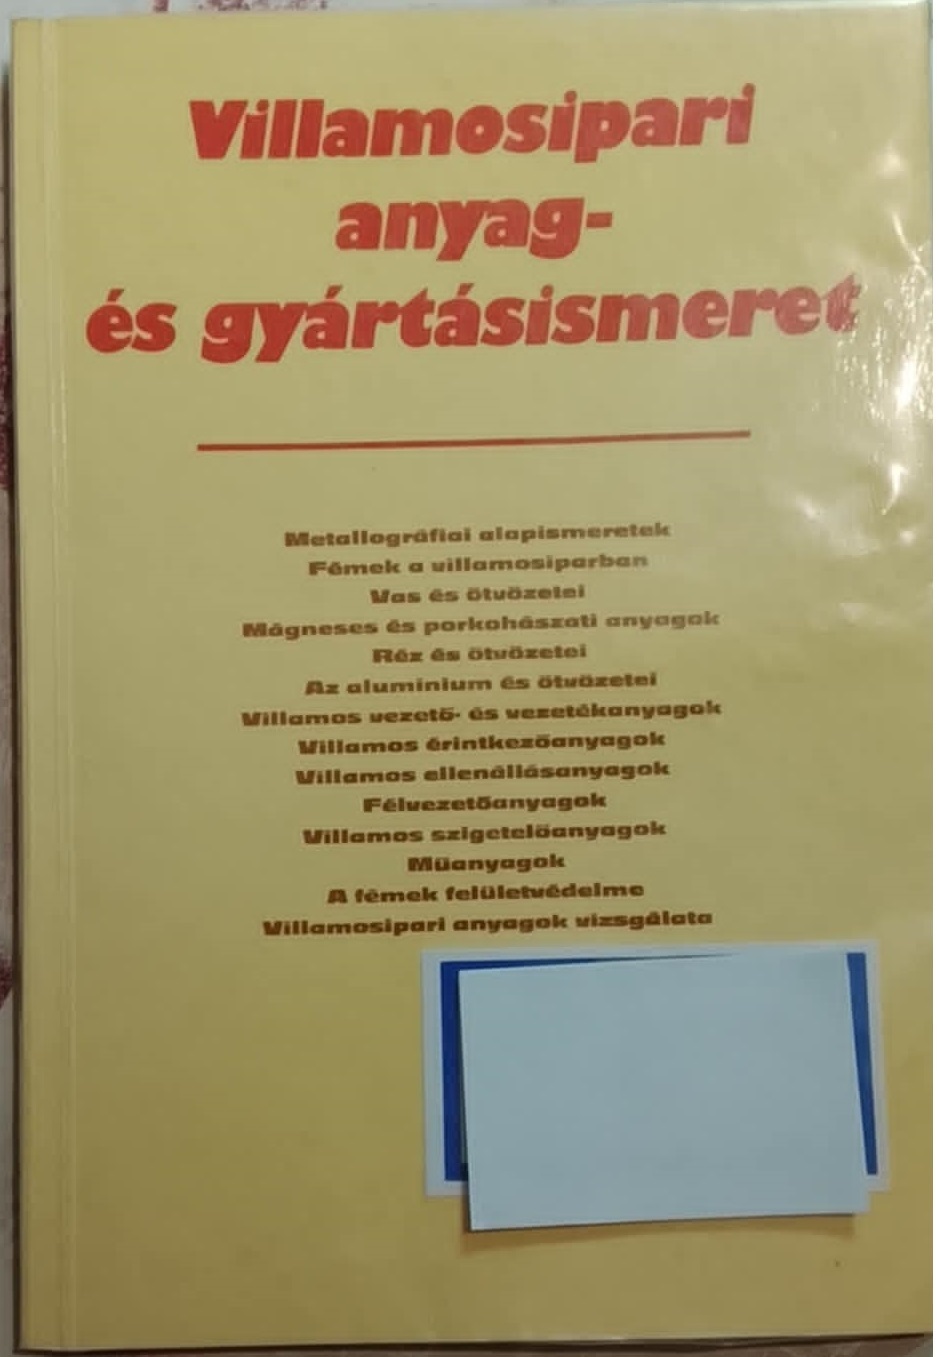 Villamosipari
anyag-
és gyártásismeret
Metallográfiai alapismeretek
Fémek a villamosiparban
Vas és ötvözetei
Mágneses és porkohászati anyagok
Réz és ötvözetei
Az aluminium és ötvözetei
Villamos vezető- és vezetékanyagok
Villamos érintkezőanyagok
Villamos ellenállásanyagok
Félvezetőanyagok
Villamos szigetelőanyagok
Műanyagok
A fémek felületvédelme
Villamosipari anyagok vizsgálata